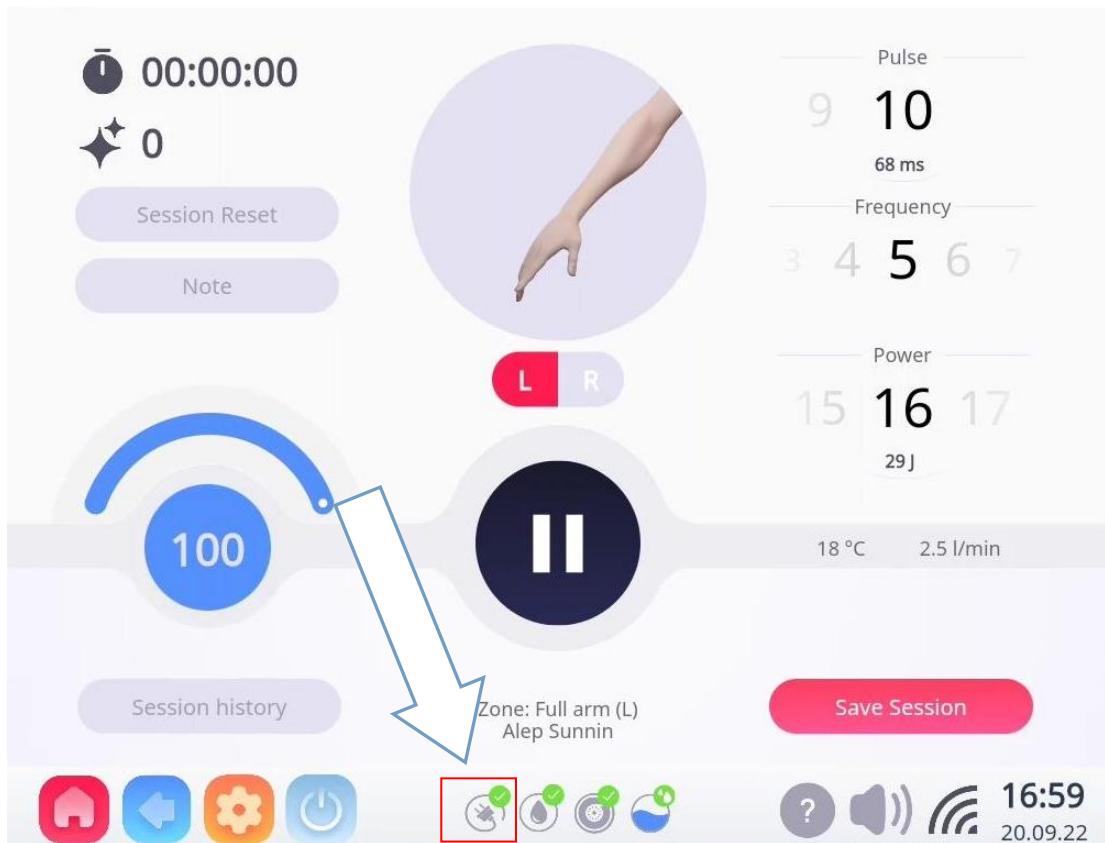 00:00:00
0
Session Reset
Note
L R
Pulse
9 10
68 ms
Frequency
3 4 5 6 7
Power
15 16 17
29 J
100
18 °C 2.5 l/min
Session history
Zone: Full arm (L)
Alep Sunnin
Save Session
?
16:59
20.09.22